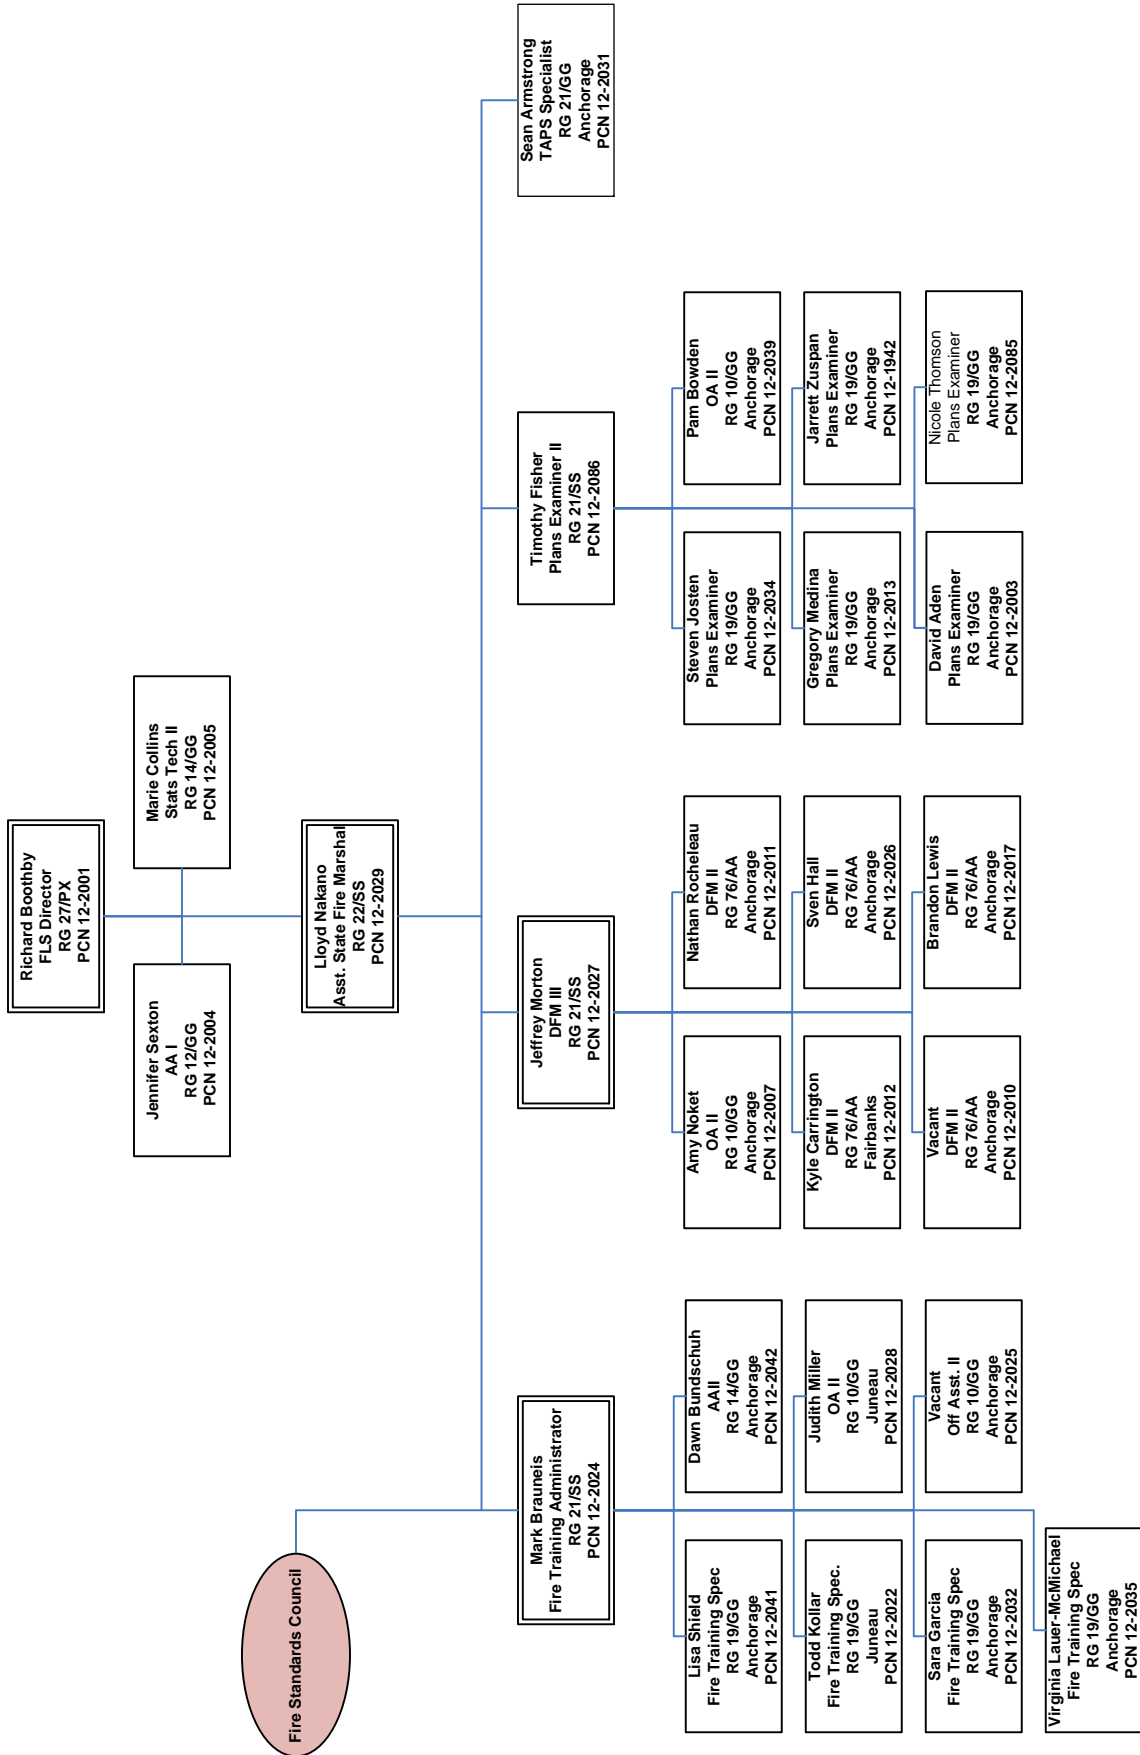 Richard Boothby
FLS Director
RG 27/PX
PCN 12-2001
Jennifer Sexton
AA I
RG 12/GG
PCN 12-2004
Marie Collins
Stats Tech II
RG 14/GG
PCN 12-2005
Fire Standards Council
Lloyd Nakano
Asst. State Fire Marshal
RG 22/SS
PCN 12-2029
Mark Brauneis
Fire Training Administrator
RG 21/SS
PCN 12-2024
Jeffrey Morton
DFM III
RG 21/SS
PCN 12-2027
Timothy Fisher
Plans Examiner II
RG 21/SS
PCN 12-2086
Sean Armstrong
TAPS Specialist
RG 21/GG
Anchorage
PCN 12-2031
Lisa Shield
Fire Training Spec
RG 19/GG
Anchorage
PCN 12-2041
Dawn Bundschuh
AAII
RG 14/GG
Anchorage
PCN 12-2042
Todd Kollar
Fire Training Spec.
RG 19/GG
Juneau
PCN 12-2022
Judith Miller
OA II
RG 10/GG
Juneau
PCN 12-2028
Sara Garcia
Fire Training Spec
RG 19/GG
Anchorage
PCN 12-2032
Vacant
Off Asst. II
RG 10/GG
Anchorage
PCN 12-2025
Virginia Lauer-McMichael
Fire Training Spec
RG 19/GG
Anchorage
PCN 12-2035
Amy Noket
OA II
RG 10/GG
Anchorage
PCN 12-2007
Nathan Rocheleau
DFM II
RG 76/AA
Anchorage
PCN 12-2011
Kyle Carrington
DFM II
RG 76/AA
Fairbanks
PCN 12-2012
Sven Hall
DFM II
RG 76/AA
Anchorage
PCN 12-2026
Vacant
DFM II
RG 76/AA
Anchorage
PCN 12-2010
Brandon Lewis
DFM II
RG 76/AA
Anchorage
PCN 12-2017
Steven Josten
Plans Examiner
RG 19/GG
Anchorage
PCN 12-2034
Pam Bowden
OA II
RG 10/GG
Anchorage
PCN 12-2039
Gregory Medina
Plans Examiner
RG 19/GG
Anchorage
PCN 12-2013
Jarrett Zuspan
Plans Examiner
RG 19/GG
Anchorage
PCN 12-1942
David Aden
Plans Examiner
RG 19/GG
Anchorage
PCN 12-2003
Nicole Thomson
Plans Examiner
RG 19/GG
Anchorage
PCN 12-2085